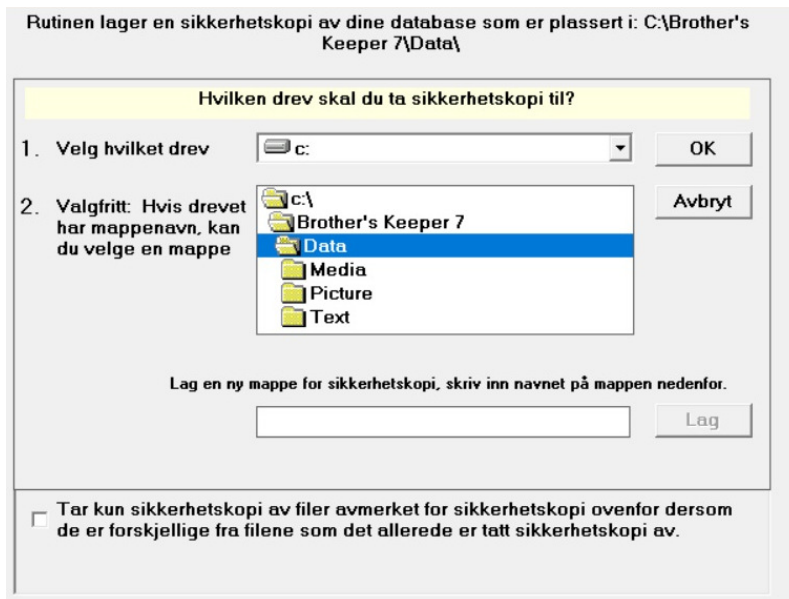 Rutinen lager en sikkerhetskopi av dine database som er plassert i: C:\Brother's
Keeper 7\Data\
Hvilken drev skal du ta sikkerhetskopi til?
1. Velg hvilket drev
c:
OK
2. Valgfritt: Hvis drevet
har mappenavn, kan
du velge en mappe
c:\
Brother's Keeper 7
Data
Media
Picture
Text
Avbryt
Lag en ny mappe for sikkerhetskopi, skriv inn navnet på mappen nedenfor.
Lag
Tar kun sikkerhetskopi av filer avmerket for sikkerhetskopi ovenfor dersom
de er forskjellige fra filene som det allerede er tatt sikkerhetskopi av.